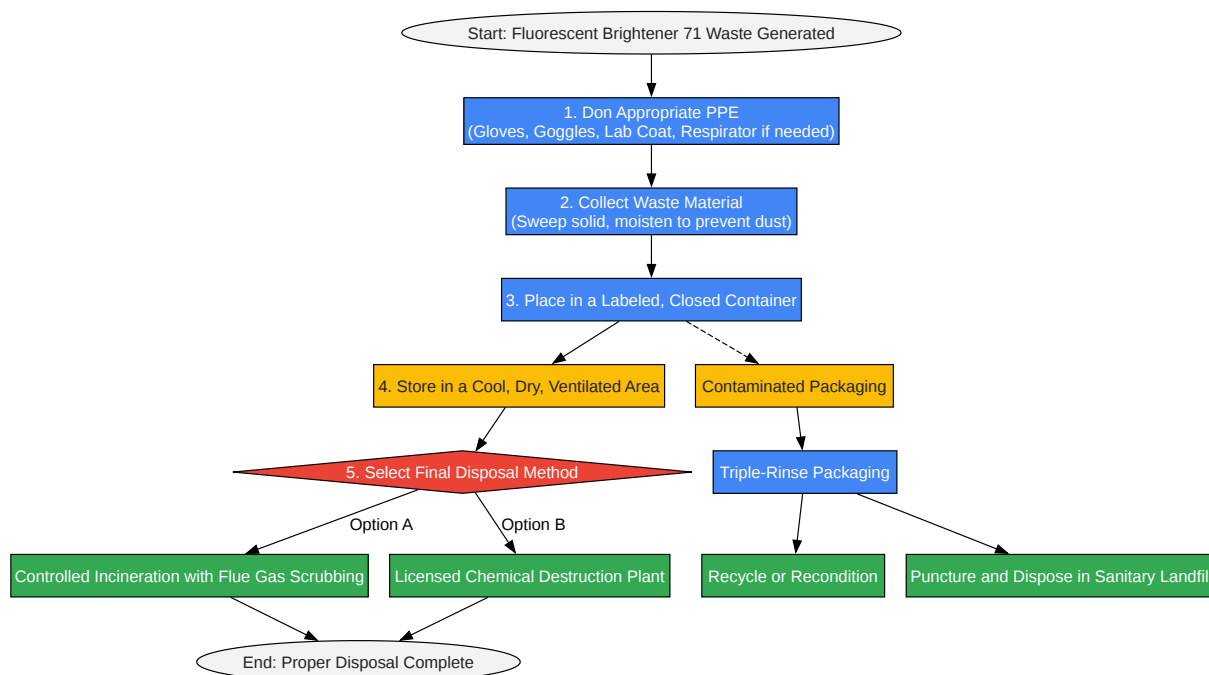 Start: Fluorescent Brightener 71 Waste Generated
1. Don Appropriate PPE
(Gloves, Goggles, Lab Coat, Respirator if needed)
2. Collect Waste Material
(Sweep solid, moisten to prevent dust)
3. Place in a Labeled, Closed Container
4. Store in a Cool, Dry, Ventilated Area
Contaminated Packaging
5. Select Final Disposal Method
Triple-Rinse Packaging
Option A
Option B
Controlled Incineration with Flue Gas Scrubbing
Licensed Chemical Destruction Plant
Recycle or Recondition
Puncture and Dispose in Sanitary Landfil
End: Proper Disposal Complete